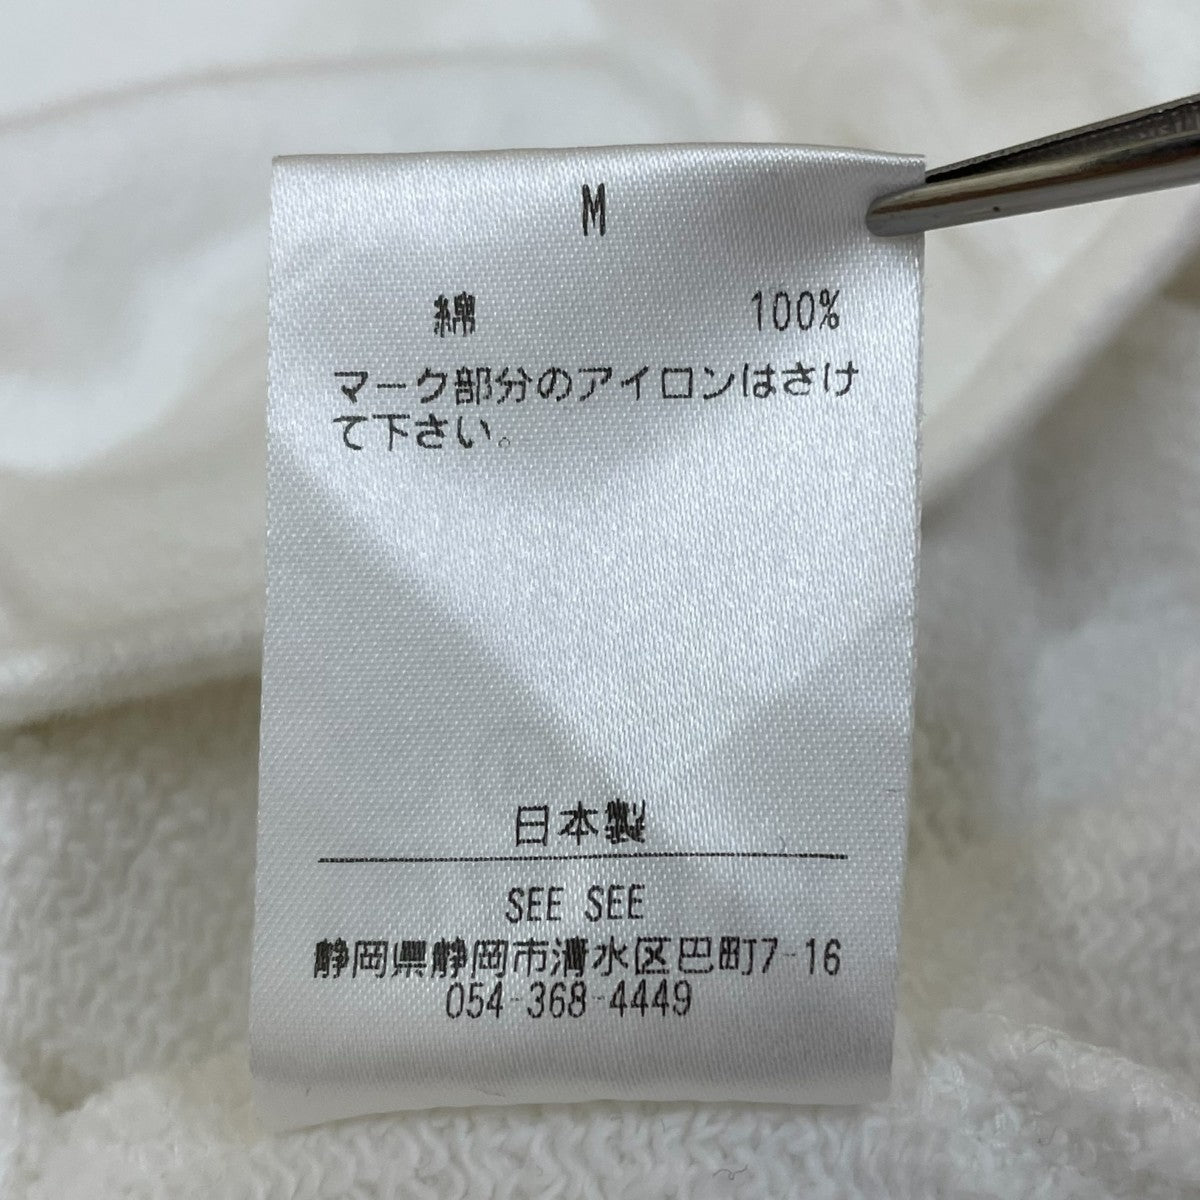 M
綿 100%
マーク部分のアイロンはさけ
て下さい。
日本製
SEE SEE
静岡県静岡市清水区巴町7-16
054-368-4449